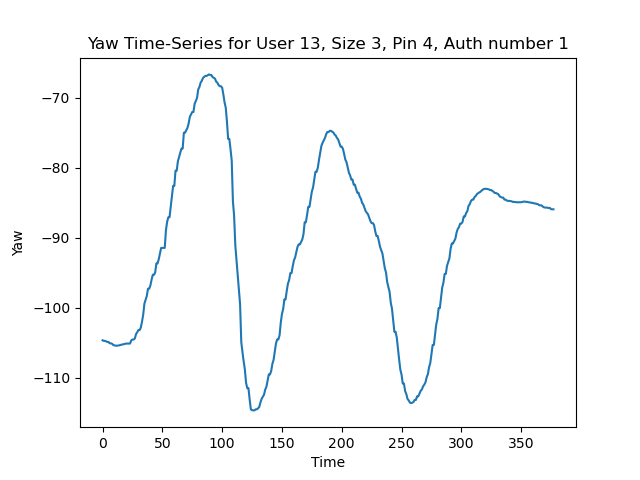 Yaw Time-Series for User 13, Size 3, Pin 4, Auth number 1
−70
−80
−90
−100
−110
Yaw
0 50 100 150 200 250 300 350
Time